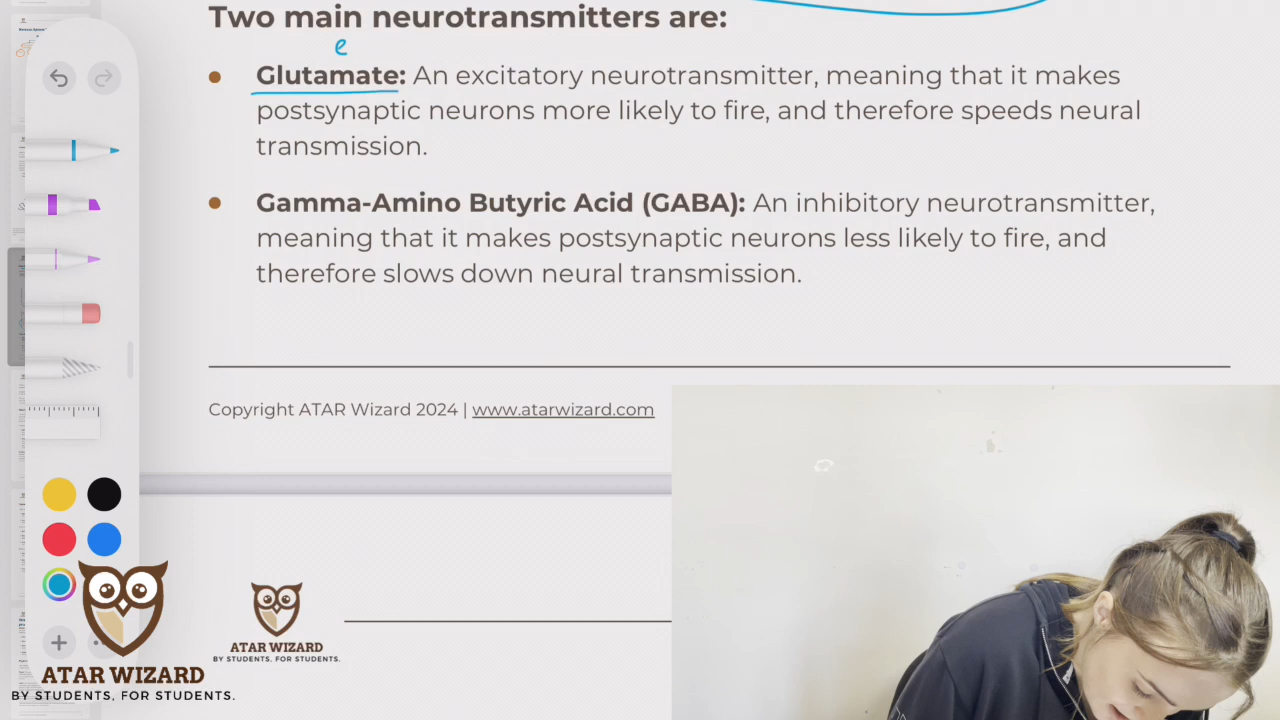 Two main neurotransmitters are:
e
Glutamate: An excitatory neurotransmitter, meaning that it makes
postsynaptic neurons more likely to fire, and therefore speeds neural
transmission.
Gamma-Amino Butyric Acid (GABA): An inhibitory neurotransmitter,
meaning that it makes postsynaptic neurons less likely to fire, and
therefore slows down neural transmission.
Copyright ATAR Wizard 2024 | www.atarwizard.com
ATAR WIZARD
BY STUDENTS, FOR STUDENTS.
ATAR WIZARD
BY STUDENTS, FOR STUDENTS.